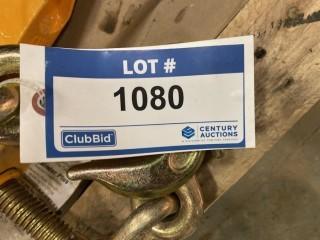 LOT #
1080
ClubBid
CENTURY
AUCTIONS